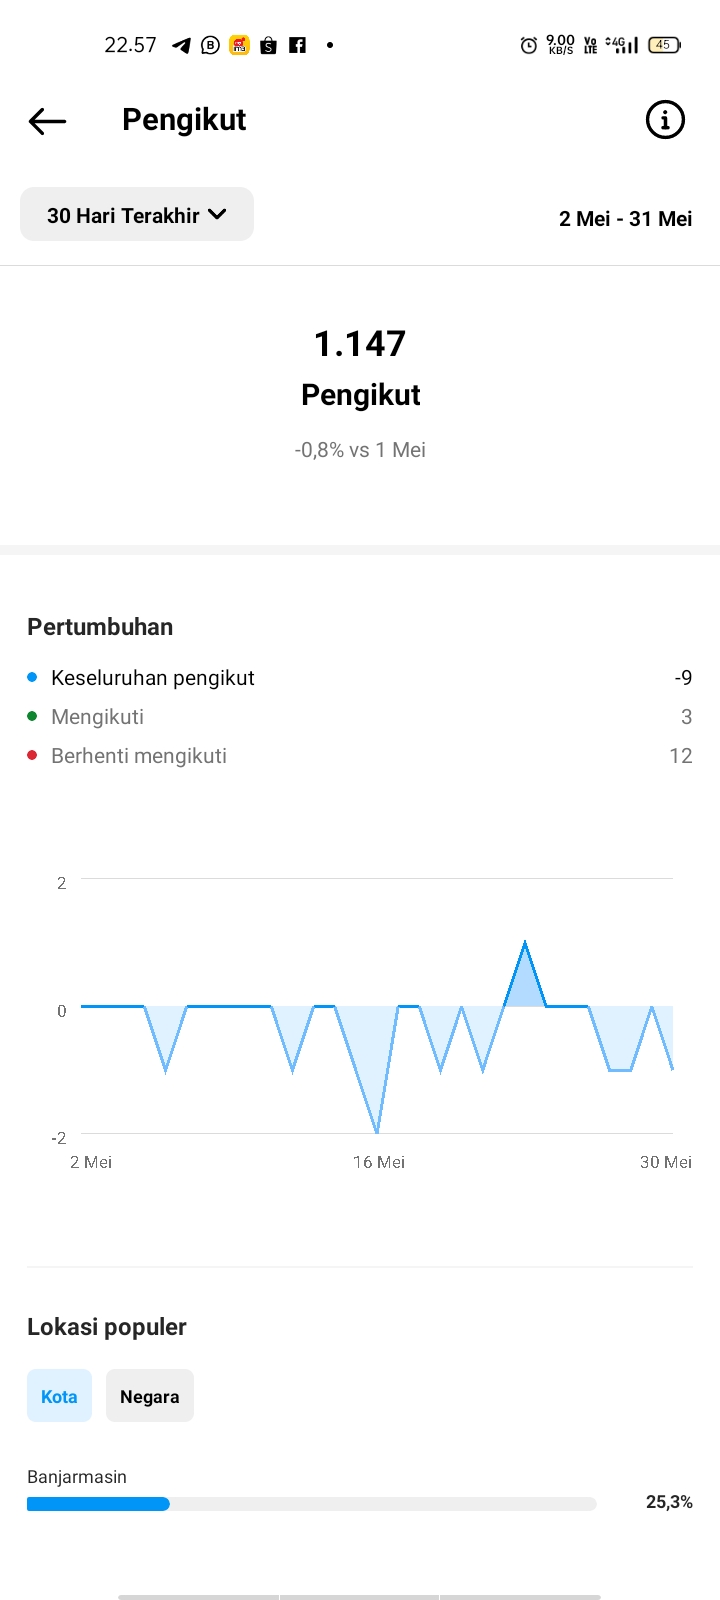 22.57 9.00 KB/S Vo LTE 4G 45
Pengikut
30 Hari Terakhir 2 Mei - 31 Mei
1.147
Pengikut
-0,8% vs 1 Mei
Pertumbuhan
Keseluruhan pengikut -9
Mengikuti 3
Berhenti mengikuti 12
2
0
-2
2 Mei 16 Mei 30 Mei
Lokasi populer
Kota Negara
Banjarmasin
25,3%